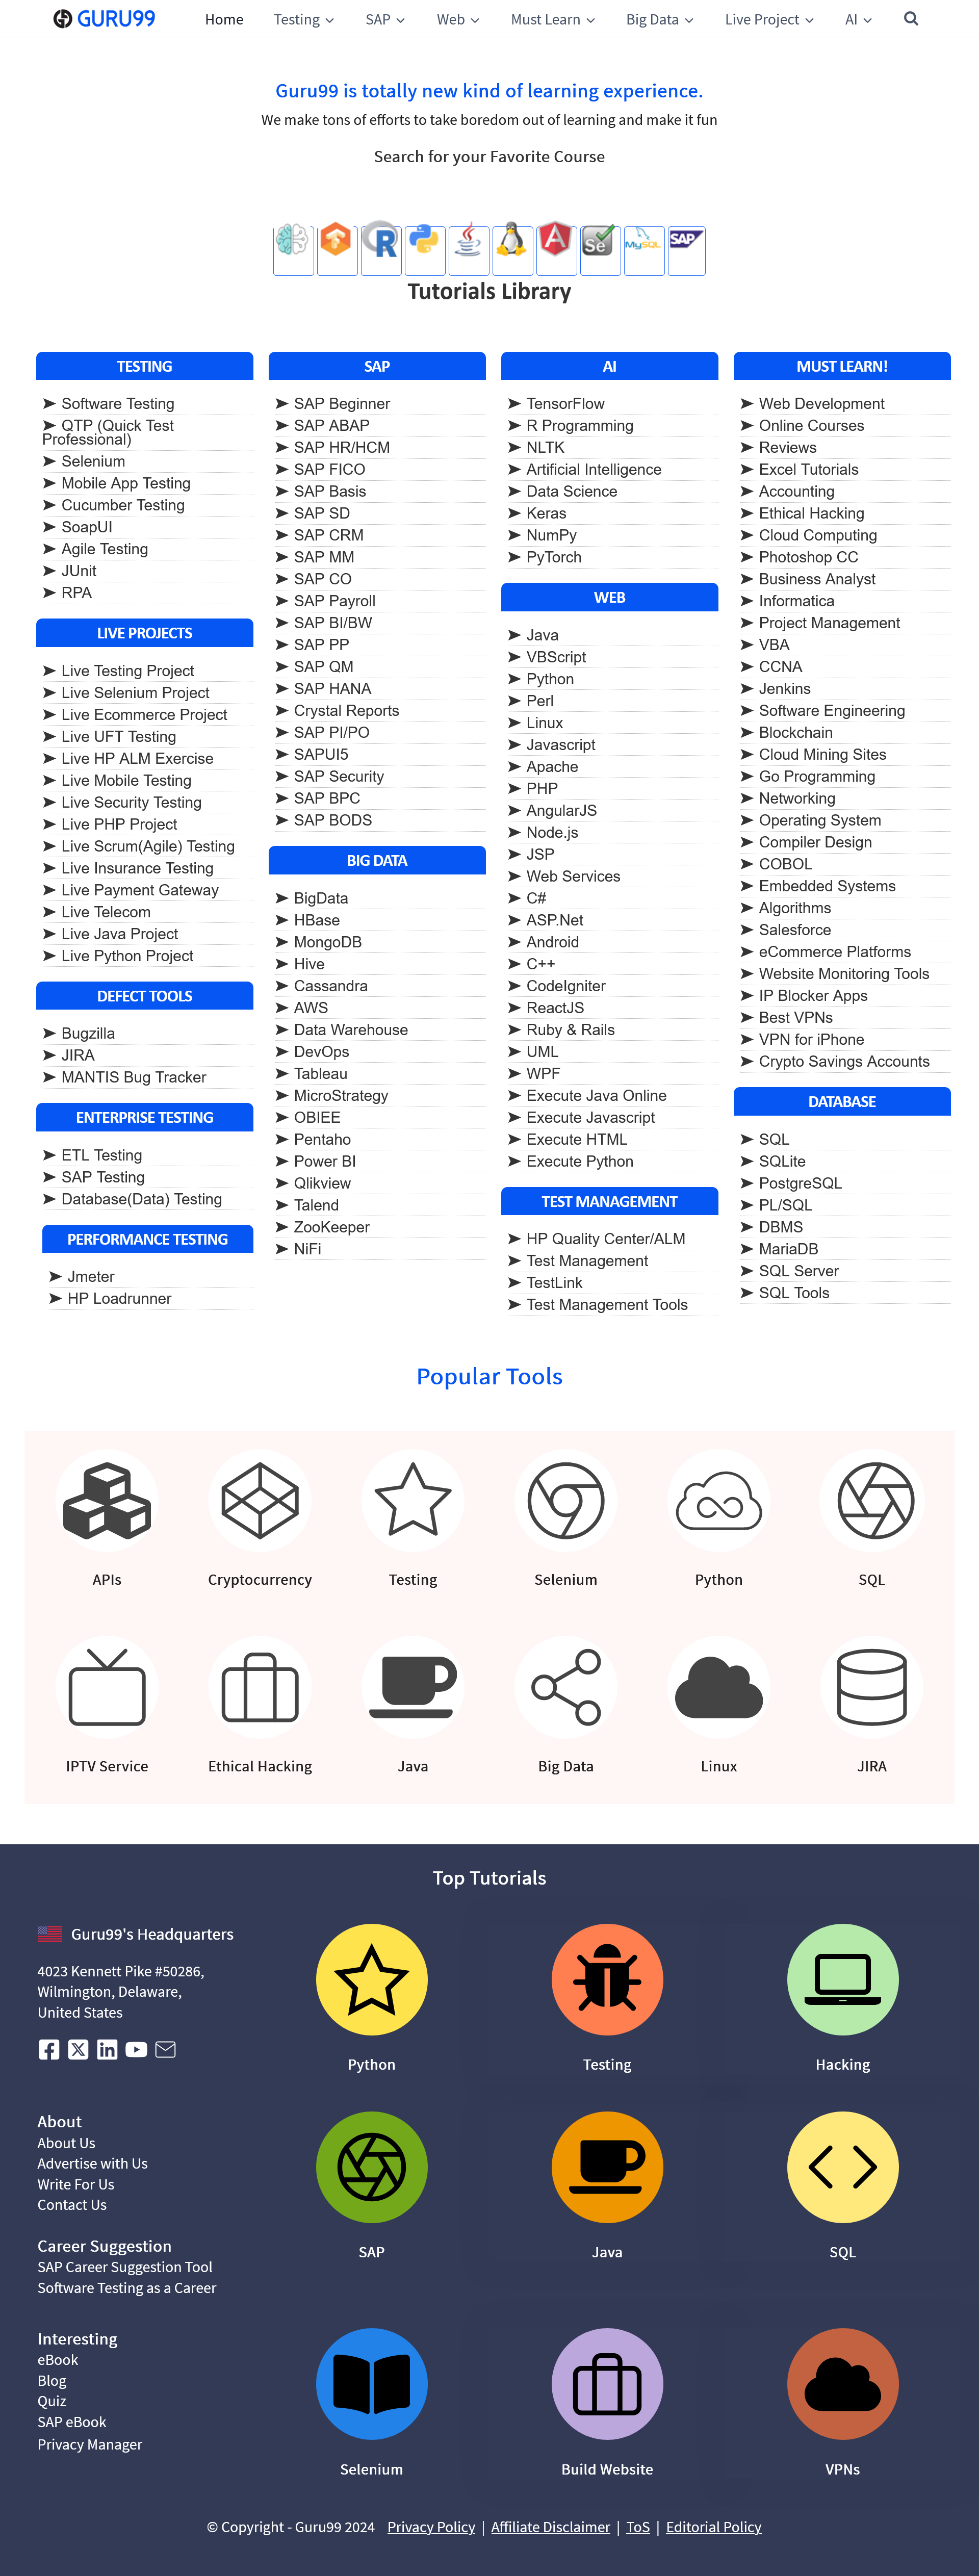 GURU99
Home Testing SAP Web Must Learn Big Data Live Project AI
Guru99 is totally new kind of learning experience.
We make tons of efforts to take boredom out of learning and make it fun
Search for your Favorite Course
R
A
Se
MySQL
SAP
Tutorials Library
TESTING
➤ Software Testing
➤ QTP (Quick Test
Professional)
➤ Selenium
➤ Mobile App Testing
➤ Cucumber Testing
➤ SoapUI
➤ Agile Testing
➤ JUnit
➤ RPA
LIVE PROJECTS
➤ Live Testing Project
➤ Live Selenium Project
➤ Live Ecommerce Project
➤ Live UFT Testing
➤ Live HP ALM Exercise
➤ Live Mobile Testing
➤ Live Security Testing
➤ Live PHP Project
➤ Live Scrum(Agile) Testing
➤ Live Insurance Testing
➤ Live Payment Gateway
➤ Live Telecom
➤ Live Java Project
➤ Live Python Project
DEFECT TOOLS
➤ Bugzilla
➤ JIRA
➤ MANTIS Bug Tracker
ENTERPRISE TESTING
➤ ETL Testing
➤ SAP Testing
➤ Database(Data) Testing
PERFORMANCE TESTING
➤ Jmeter
➤ HP Loadrunner
SAP
➤ SAP Beginner
➤ SAP ABAP
➤ SAP HR/HCM
➤ SAP FICO
➤ SAP Basis
➤ SAP SD
➤ SAP CRM
➤ SAP MM
➤ SAP CO
➤ SAP Payroll
➤ SAP BI/BW
➤ SAP PP
➤ SAP QM
➤ SAP HANA
➤ Crystal Reports
➤ SAP PI/PO
➤ SAPUI5
➤ SAP Security
➤ SAP BPC
➤ SAP BODS
BIG DATA
➤ BigData
➤ HBase
➤ MongoDB
➤ Hive
➤ Cassandra
➤ AWS
➤ Data Warehouse
➤ DevOps
➤ Tableau
➤ MicroStrategy
➤ OBIEE
➤ Pentaho
➤ Power BI
➤ Qlikview
➤ Talend
➤ ZooKeeper
➤ NiFi
AI
➤ TensorFlow
➤ R Programming
➤ NLTK
➤ Artificial Intelligence
➤ Data Science
➤ Keras
➤ NumPy
➤ PyTorch
WEB
➤ Java
➤ VBScript
➤ Python
➤ Perl
➤ Linux
➤ Javascript
➤ Apache
➤ PHP
➤ AngularJS
➤ Node.js
➤ JSP
➤ Web Services
➤ C#
➤ ASP.Net
➤ Android
➤ C++
➤ CodeIgniter
➤ ReactJS
➤ Ruby & Rails
➤ UML
➤ WPF
➤ Execute Java Online
➤ Execute Javascript
➤ Execute HTML
➤ Execute Python
TEST MANAGEMENT
➤ HP Quality Center/ALM
➤ Test Management
➤ TestLink
➤ Test Management Tools
MUST LEARN!
➤ Web Development
➤ Online Courses
➤ Reviews
➤ Excel Tutorials
➤ Accounting
➤ Ethical Hacking
➤ Cloud Computing
➤ Photoshop CC
➤ Business Analyst
➤ Informatica
➤ Project Management
➤ VBA
➤ CCNA
➤ Jenkins
➤ Software Engineering
➤ Blockchain
➤ Cloud Mining Sites
➤ Go Programming
➤ Networking
➤ Operating System
➤ Compiler Design
➤ COBOL
➤ Embedded Systems
➤ Algorithms
➤ Salesforce
➤ eCommerce Platforms
➤ Website Monitoring Tools
➤ IP Blocker Apps
➤ Best VPNs
➤ VPN for iPhone
➤ Crypto Savings Accounts
DATABASE
➤ SQL
➤ SQLite
➤ PostgreSQL
➤ PL/SQL
➤ DBMS
➤ MariaDB
➤ SQL Server
➤ SQL Tools
Popular Tools
APIs Cryptocurrency Testing Selenium Python SQL
IPTV Service Ethical Hacking Java Big Data Linux JIRA
Top Tutorials
Guru99's Headquarters
4023 Kennett Pike #50286,
Wilmington, Delaware,
United States
Python Testing Hacking
About
About Us
Advertise with Us
Write For Us
Contact Us
SAP Java SQL
Career Suggestion
SAP Career Suggestion Tool
Software Testing as a Career
Interesting
eBook
Blog
Quiz
SAP eBook
Privacy Manager
Selenium Build Website VPNs
© Copyright - Guru99 2024 Privacy Policy | Affiliate Disclaimer | ToS | Editorial Policy